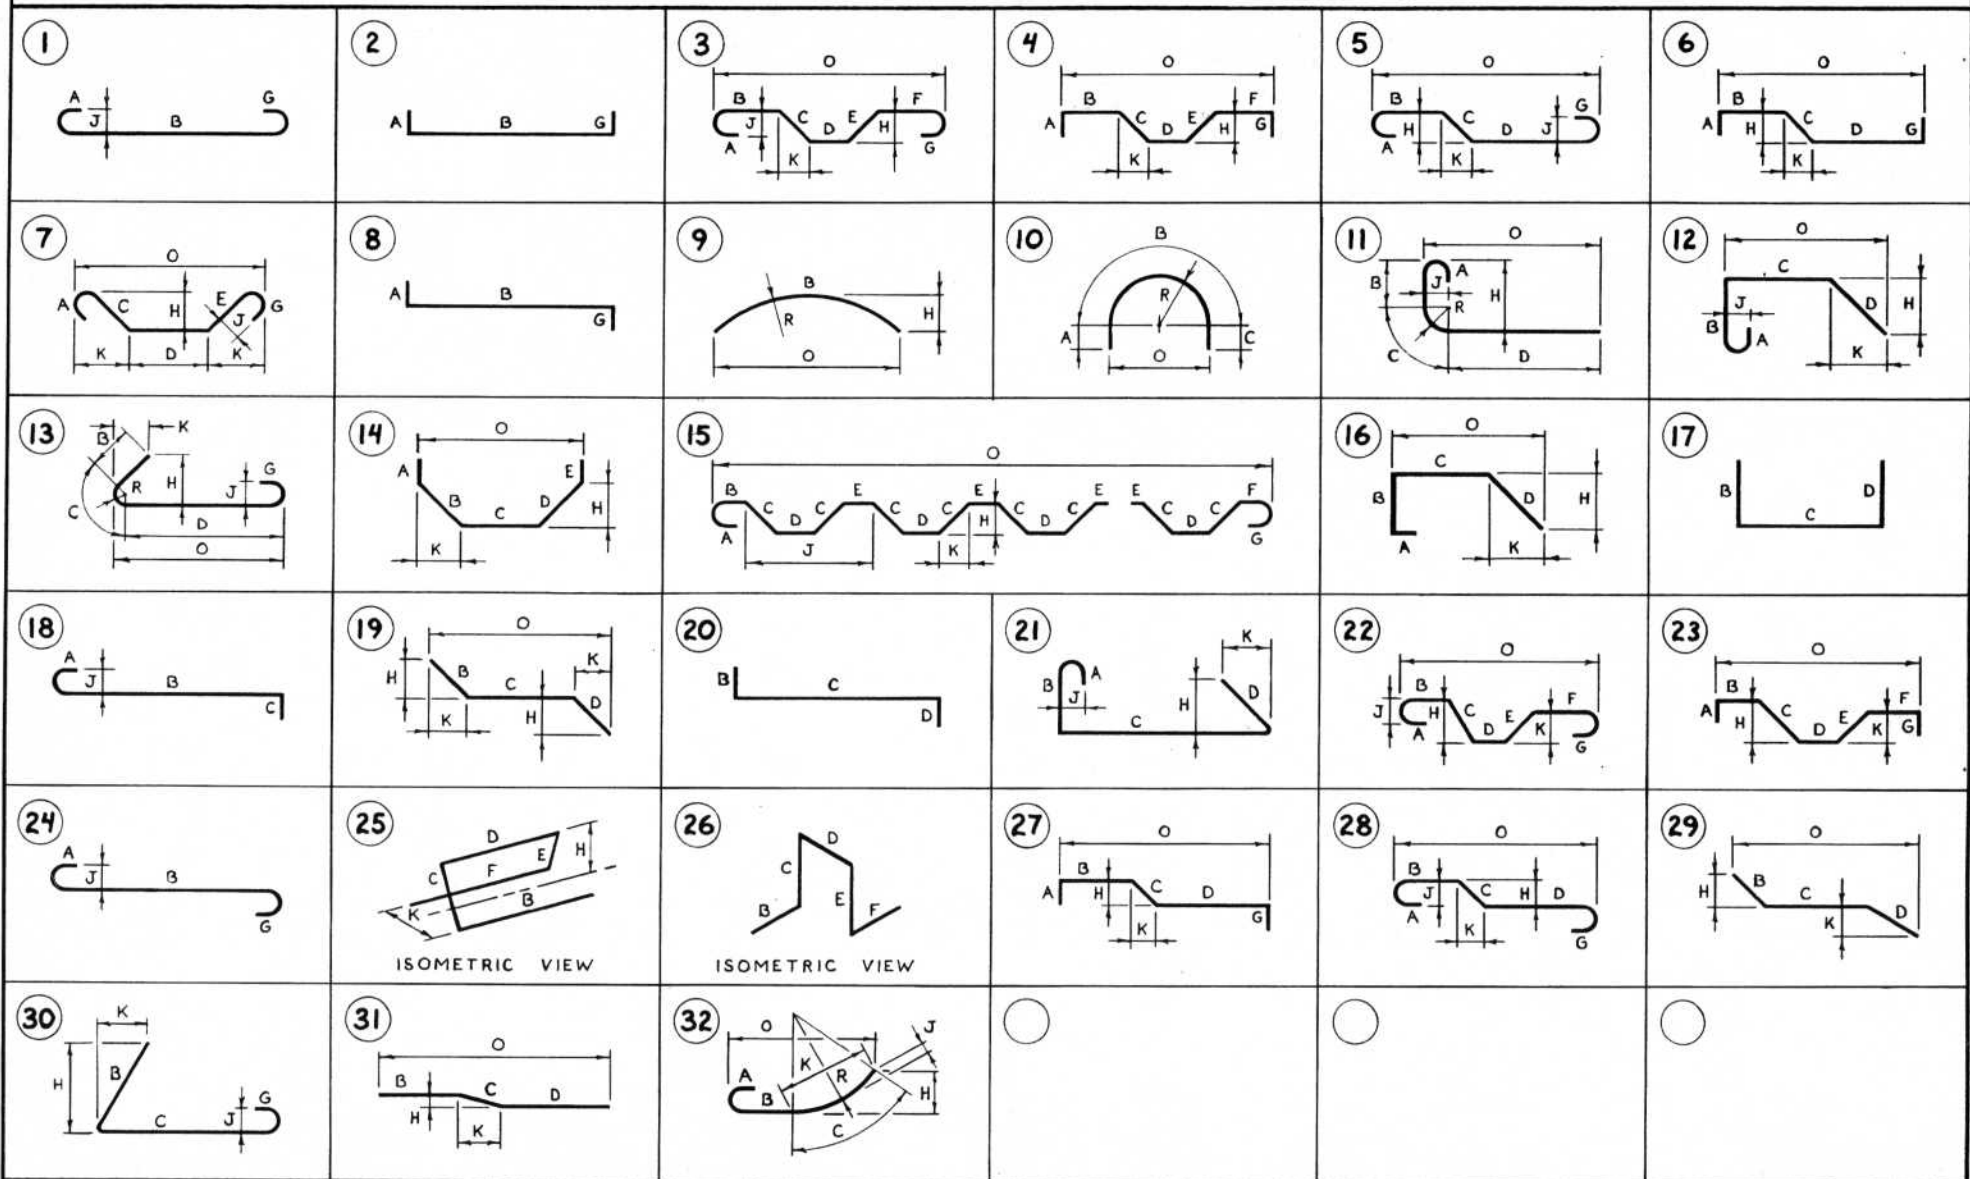 1
A G
J B
2
A B G
3
O
B C E F
J D H
A G
K
4
O
B F
A C D E H G
K
5
O
B C G
H D J
A K
6
O
B
A H C D G
K
7
O
A C H E G
J
K D K
8
A B
G
9
B
R H
O
10
B
R
A C
O
11
O
A
B J H
R
C D
12
O
C
J D H
B A
K
13
B K
R H G
J
C D
O
14
O
A E
B C D H
K
15
O
B C D C E C D C E H C D C E E C D C F
A J K G
16
O
C
B D H
A K
17
B D
C
18
A
J B
C
19
O
H B K
C D
K H
20
B C
D
21
K
A
B J H D
C
22
O
B F
J H C E
A D K G
23
O
B F
A C E G
H D K
24
A
J B
G
25
D
E H
C F
K B
ISOMETRIC VIEW
26
D
C
B E F
ISOMETRIC VIEW
27
O
B
A H C D
K G
28
O
B
J C H D
A K G
29
O
H B C
K D
30
K
H B
G
C J
31
O
B C D
H
K
32
O J
K
A R
B H
C